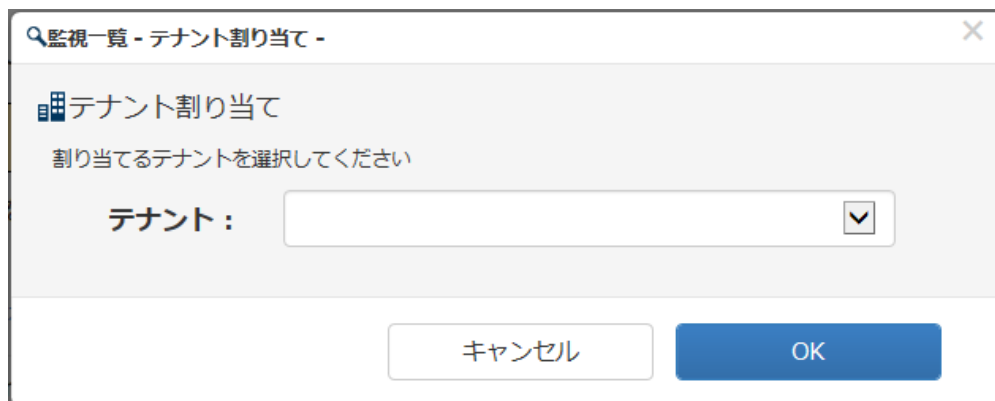 監視一覧 - テナント割り当て -
テナント割り当て
割り当てるテナントを選択してください
テナント：
キャンセル
OK